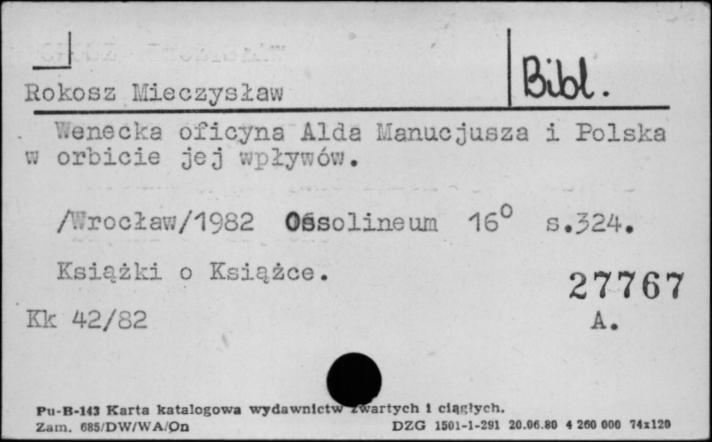 Bibl.
Rokosz Mieczysław
Wenecka oficyna Alda Manucjusza i Polska
w orbicie jej wpływów.
/Wrocław/1982 Ossolineum 16° s.324.
Książki o Książce.
27767
Kk 42/82 A.
Pu-B-143 Karta katalogowa wydawnictw zwartych i ciągłych.
Zam. 685/DW/WA/On DZG 1501-1-291 20.06.80 4 260 000 74x120